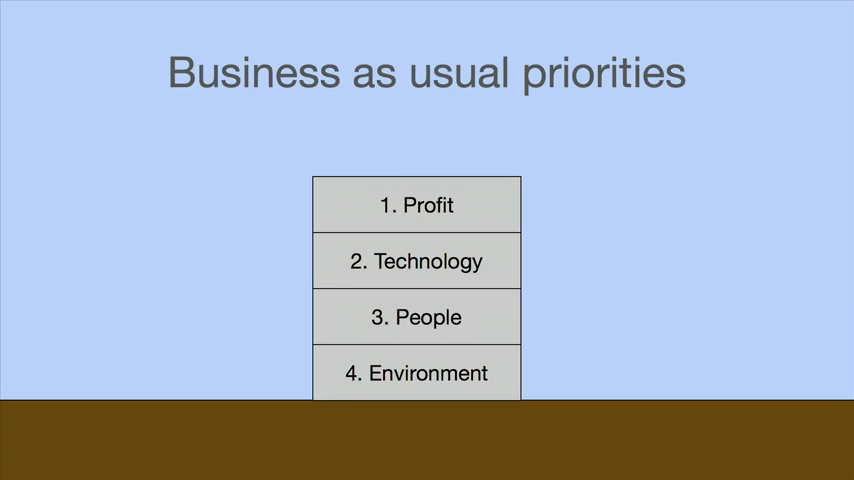 Business as usual priorities
1. Profit
2. Technology
3. People
4. Environment